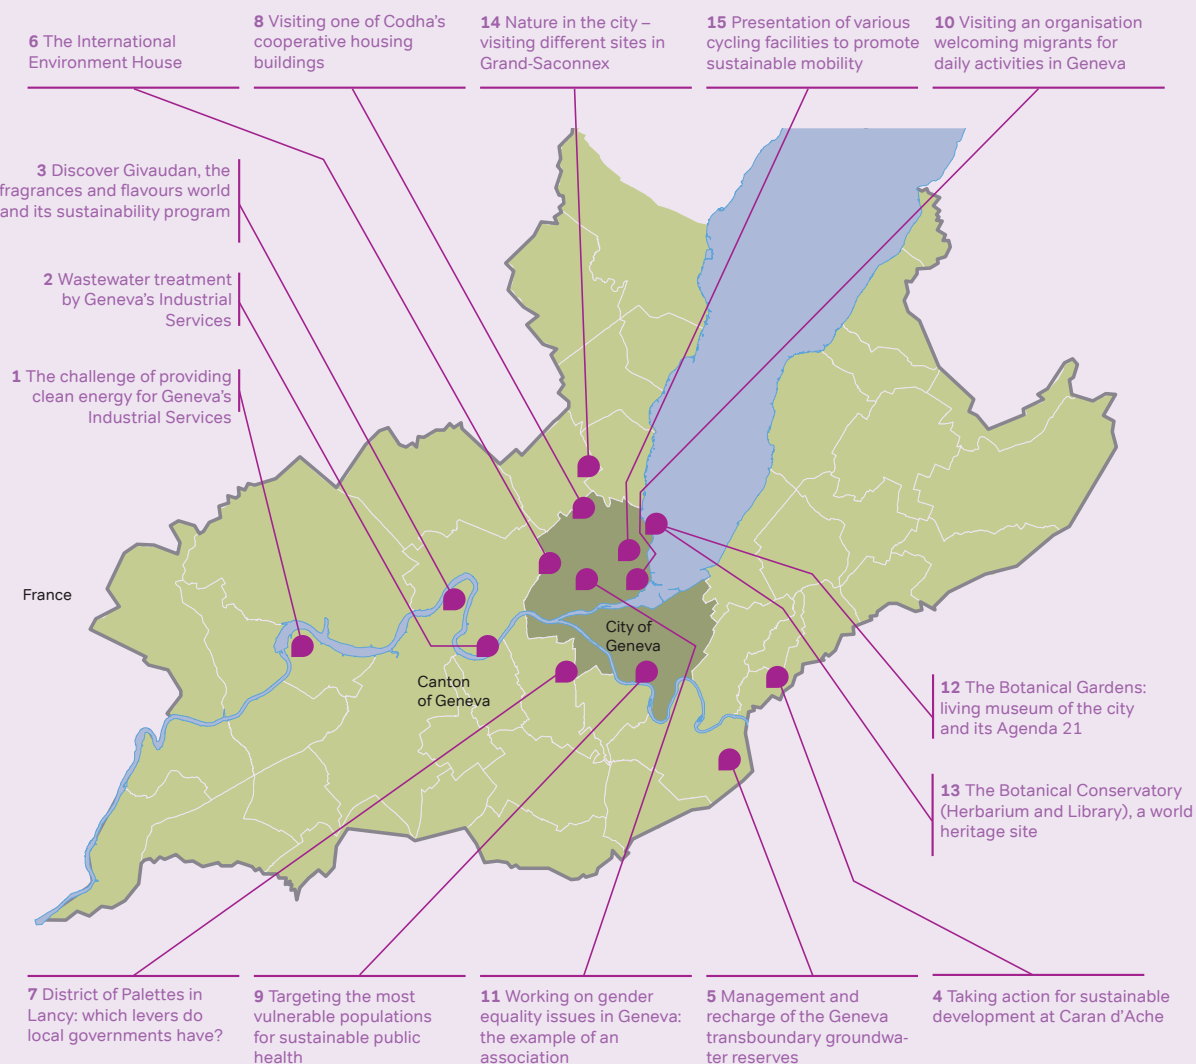 6 The International
Environment House
8 Visiting one of Codha's
cooperative housing
buildings
14 Nature in the city –
visiting different sites in
Grand-Saconnex
15 Presentation of various
cycling facilities to promote
sustainable mobility
10 Visiting an organisation
welcoming migrants for
daily activities in Geneva
3 Discover Givaudan, the
fragrances and flavours world
and its sustainability program
2 Wastewater treatment
by Geneva's Industrial
Services
1 The challenge of providing
clean energy for Geneva's
Industrial Services
France
City of
Geneva
Canton
of Geneva
12 The Botanical Gardens:
living museum of the city
and its Agenda 21
13 The Botanical Conservatory
(Herbarium and Library), a world
heritage site
7 District of Palettes in
Lancy: which levers do
local governments have?
9 Targeting the most
vulnerable populations
for sustainable public
health
11 Working on gender
equality issues in Geneva:
the example of an
association
5 Management and
recharge of the Geneva
transboundary groundwa-
ter reserves
4 Taking action for sustainable
development at Caran d'Ache